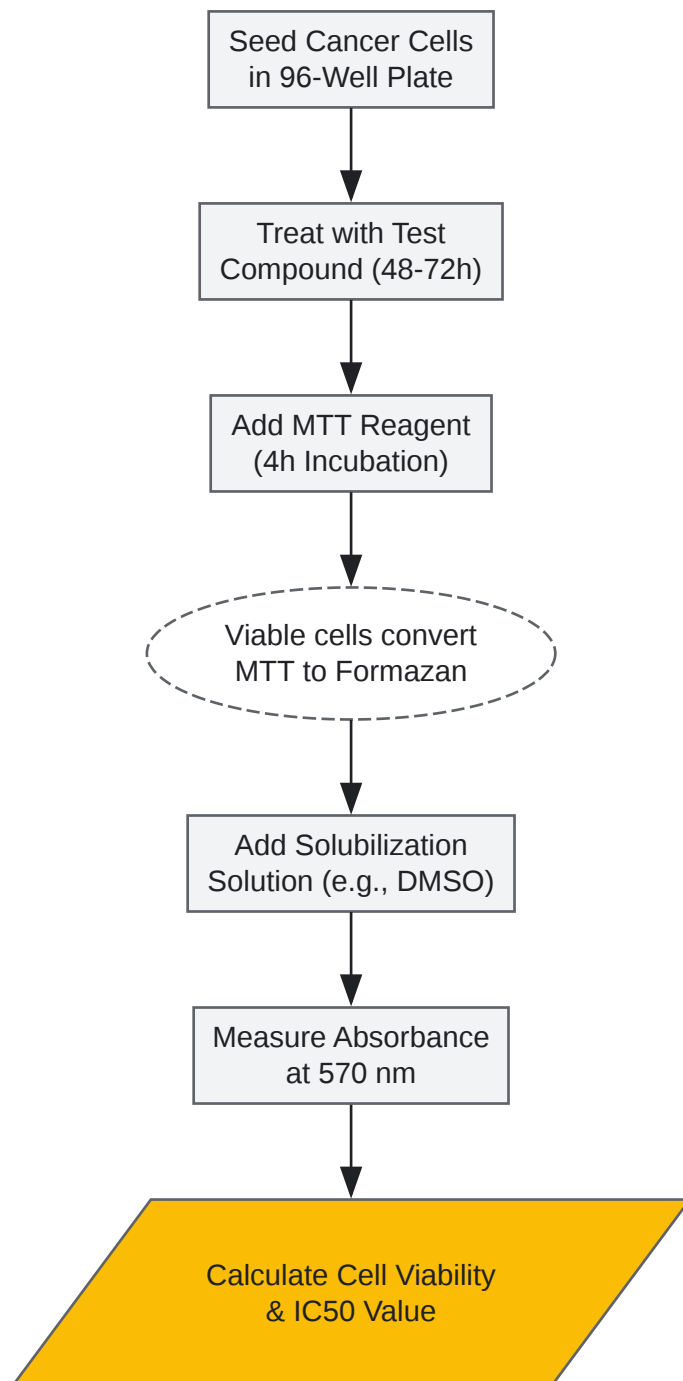 Seed Cancer Cells
in 96-Well Plate
Treat with Test
Compound (48-72h)
Add MTT Reagent
(4h Incubation)
Viable cells convert
MTT to Formazan
Add Solubilization
Solution (e.g., DMSO)
Measure Absorbance
at 570 nm
Calculate Cell Viability
& IC50 Value